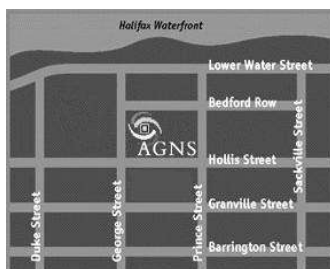 Halifax Waterfront
Lower Water Street
Bedford Row
AGNS
Hollis Street
Sackville Street
Granville Street
Duke Street
George Street
Prince Street
Barrington Street